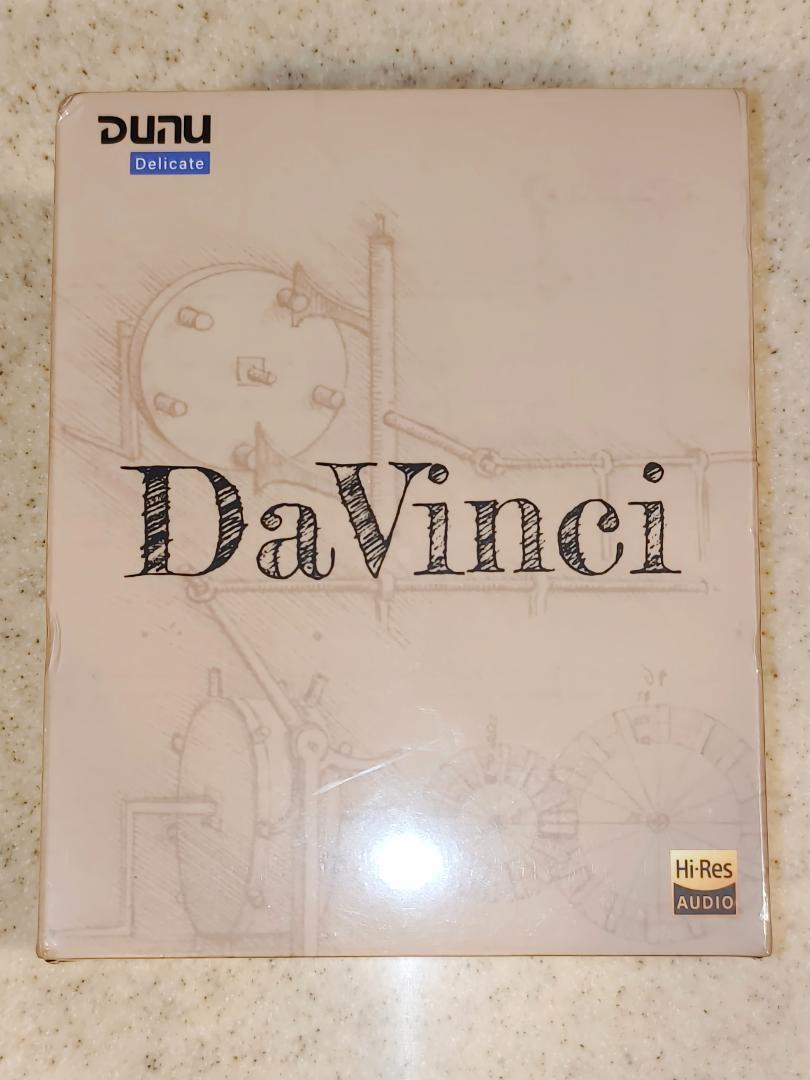 DUNU
Delicate
DaVinci
Hi-Res
AUDIO